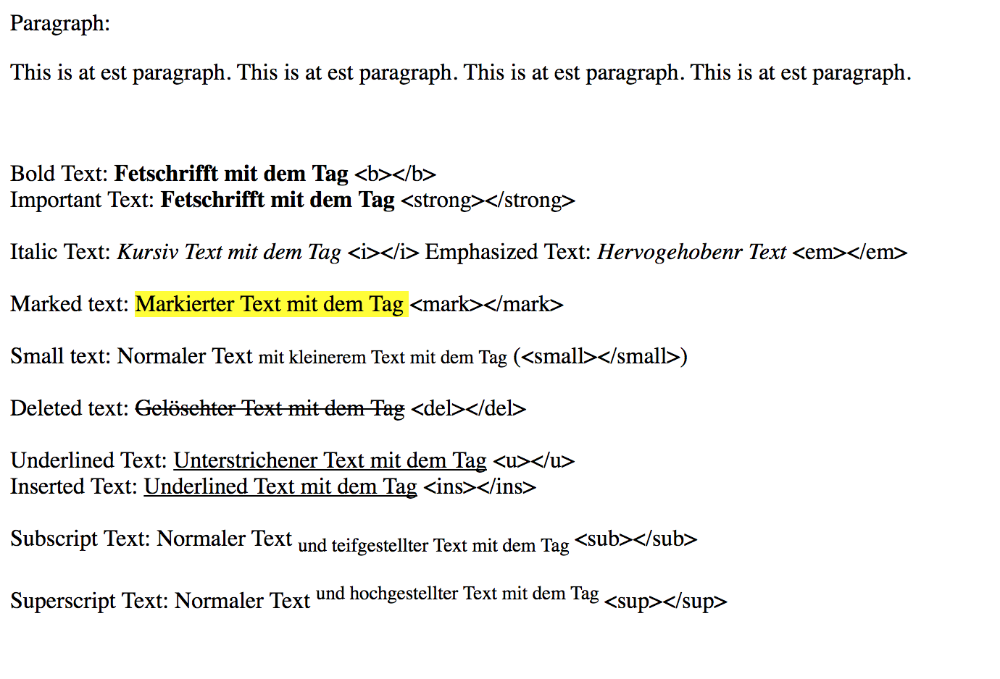 Paragraph:
This is at est paragraph. This is at est paragraph. This is at est paragraph. This is at est paragraph.
Bold Text: Fetschrifft mit dem Tag <b></b>
Important Text: Fetschrifft mit dem Tag <strong></strong>
Italic Text: Kursiv Text mit dem Tag <i></i> Emphasized Text: Hervogehobenr Text <em></em>
Marked text: Markierter Text mit dem Tag <mark></mark>
Small text: Normaler Text mit kleinerem Text mit dem Tag (<small></small>)
Deleted text: Gelöschter Text mit dem Tag <del></del>
Underlined Text: Unterstrichener Text mit dem Tag <u></u>
Inserted Text: Underlined Text mit dem Tag <ins></ins>
Subscript Text: Normaler Text und teifgestellter Text mit dem Tag <sub></sub>
Superscript Text: Normaler Text und hochgestellter Text mit dem Tag <sup></sup>